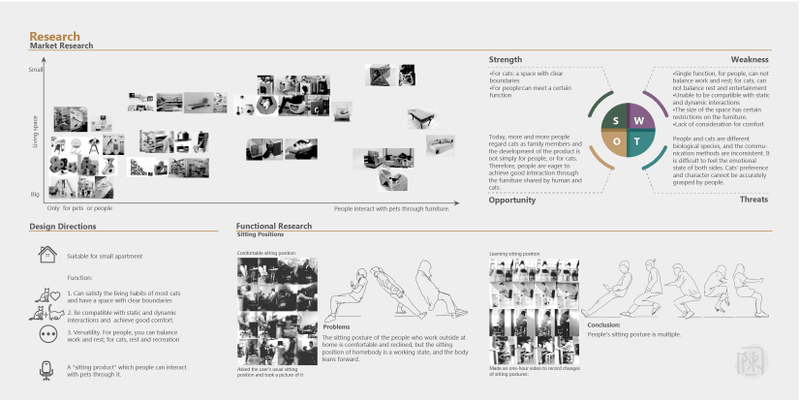 Research
Market Research
Small
Living space
Big
Only for pets or people
People interact with pets through furniture.
Strength
•For cats: a space with clear
boundaries
•For people:can meet a certain
function
Weakness
•Single function, for people, can not
balance work and rest; for cats, can
not balance rest and entertainment
•Unable to be compatible with static
and dynamic interactions
•The size of the space has certain
restrictions on the furniture.
•Lack of consideration for comfort
S
W
O
T
Today, more and more people
regard cats as family members and
the development of the product is
not simply for people, or for cats.
Therefore, people are eager to
achieve good interaction through
the furniture shared by human and
cats.
Opportunity
People and cats are different
biological species, and the commu-
nication methods are inconsistent. It
is difficult to feel the emotional
state of both sides. Cats' preference
and character cannot be accurately
grasped by people.
Threats
Design Directions
Suitable for small apartment
Function:
1. Can satisfy the living habits of most cats
and have a space with clear boundaries
2. Be compatible with static and dynamic
interactions and achieve good comfort.
3. Versatility. For people, you can balance
work and rest; for cats, rest and recreation
A "sitting product" which people can interact
with pets through it.
Functional Research
Sitting Positions
Comfortable sitting position
Asked the user's usual sitting
position and took a picture of it
Problems
The sitting posture of the people who work outside at
home is comfortable and reclined, but the sitting
position of homebody is a working state, and the body
leans forward.
Learning sitting position
Made an one-hour video to record changes
of sitting postures.
Conclusion:
People's sitting posture is multiple.
陳